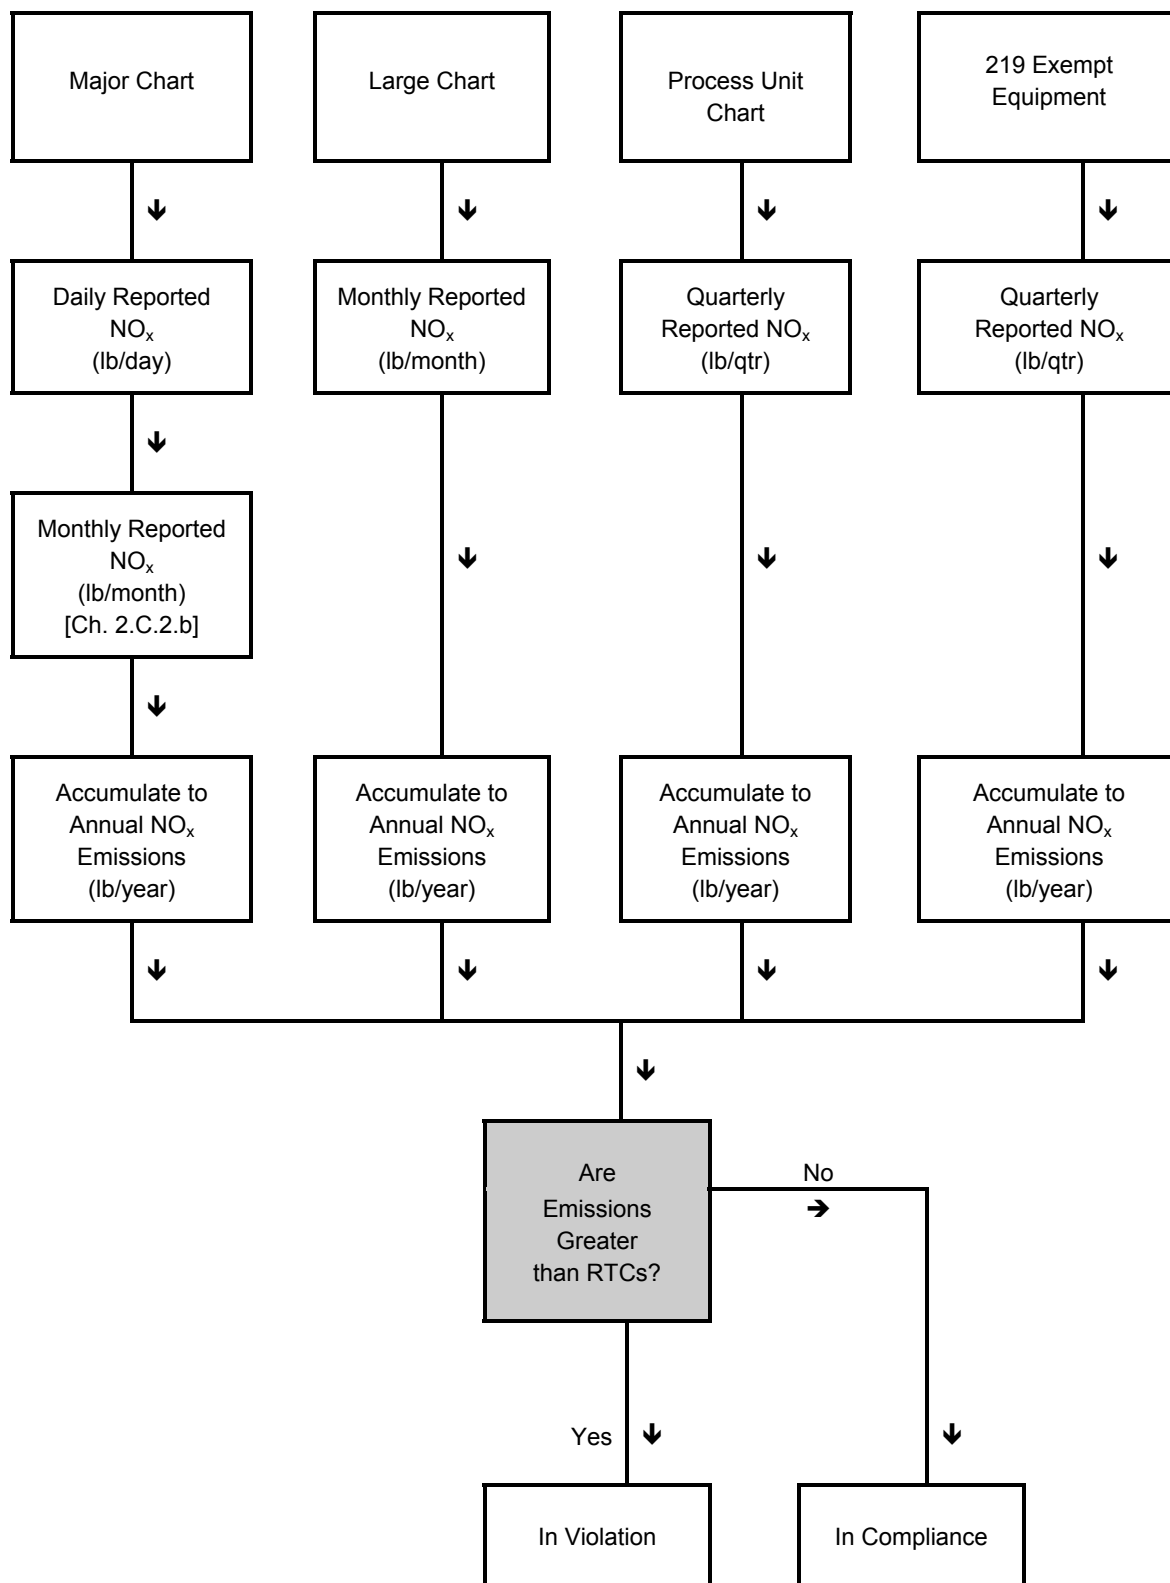 Major Chart
Large Chart
Process Unit
Chart
219 Exempt
Equipment
Daily Reported
NOx
(lb/day)
Monthly Reported
NOx
(lb/month)
Quarterly
Reported NOx
(lb/qtr)
Quarterly
Reported NOx
(lb/qtr)
Monthly Reported
NOx
(lb/month)
[Ch. 2.C.2.b]
Accumulate to
Annual NOx
Emissions
(lb/year)
Accumulate to
Annual NOx
Emissions
(lb/year)
Accumulate to
Annual NOx
Emissions
(lb/year)
Accumulate to
Annual NOx
Emissions
(lb/year)
Are
Emissions
Greater
than RTCs?
No
Yes
In Violation
In Compliance